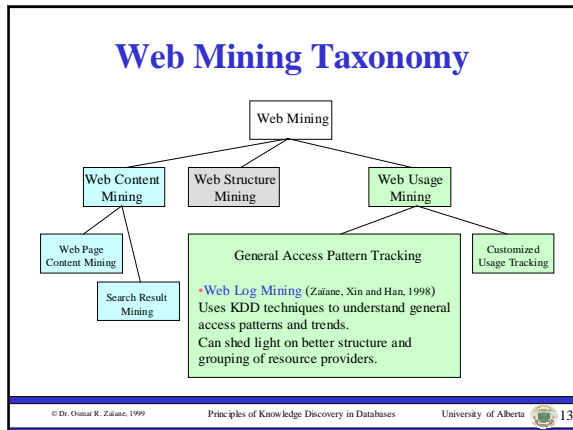 Web Mining Taxonomy
Web Mining
Web Content
Mining
Web Structure
Mining
Web Usage
Mining
Web Page
Content Mining
Search Result
Mining
General Access Pattern Tracking
•Web Log Mining (Zaïane, Xin and Han, 1998)
Uses KDD techniques to understand general
access patterns and trends.
Can shed light on better structure and
grouping of resource providers.
Customized
Usage Tracking
© Dr. Osmar R. Zaïane, 1999
Principles of Knowledge Discovery in Databases
University of Alberta
13